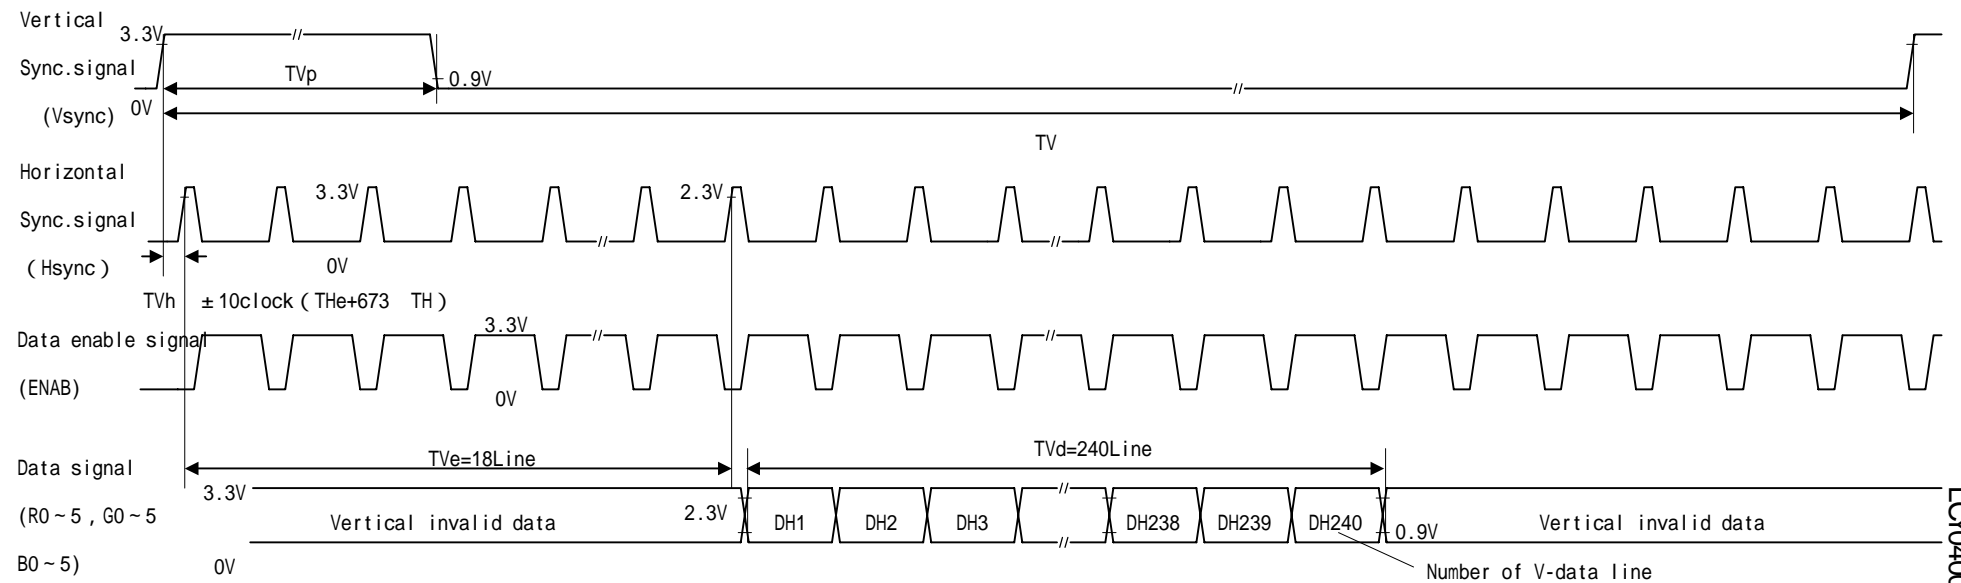 Vertical
3.3V
Sync.signal
TVp
0.9V
(Vsync)
0V
TV
Horizontal
3.3V
2.3V
Sync.signal
(Hsync)
0V
TVh ±10clock(THe+673 TH)
3.3V
Data enable signal
(ENAB)
0V
TVe=18Line
TVd=240Line
Data signal
3.3V
(R0~5,G0~5
Vertical invalid data
2.3V
DH1
DH2
DH3
DH238
DH239
DH240
0.9V
Vertical invalid data
B0~5)
0V
Number of V-data line